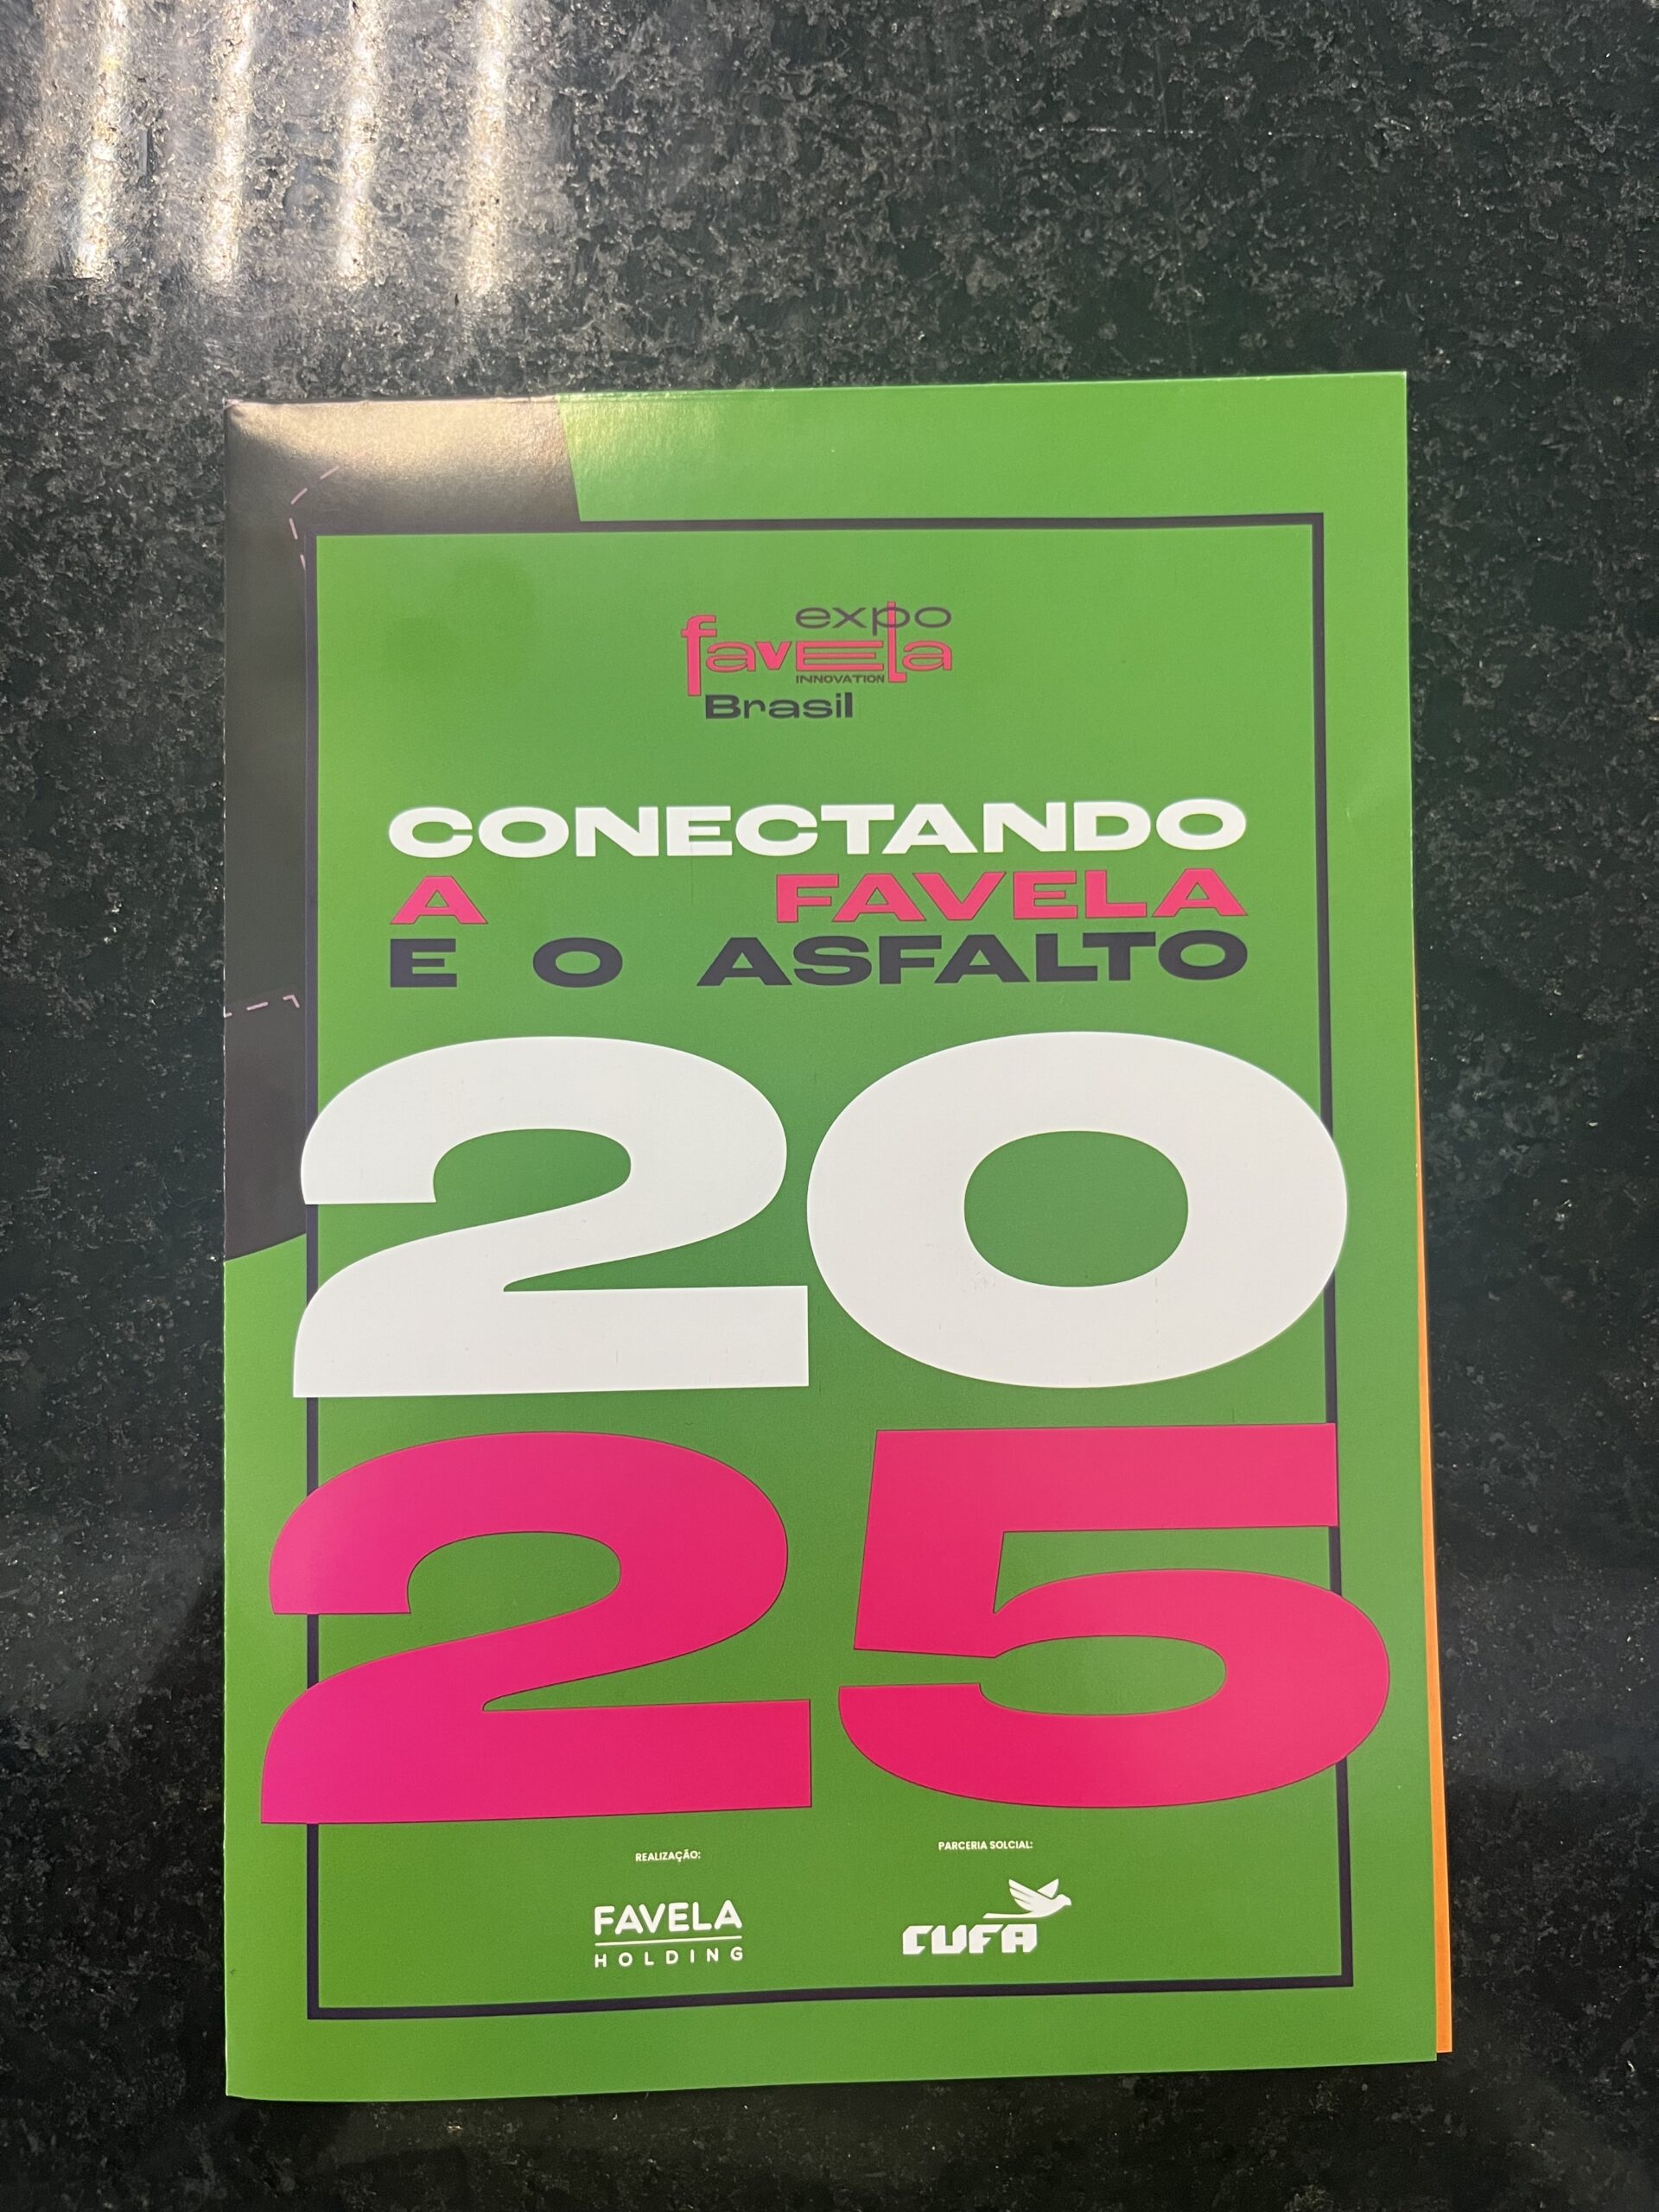 expo
favela
INNOVATION
Brasil
CONECTANDO
A FAVELA
E O ASFALTO
20
25
REALIZAÇÃO:
FAVELA
HOLDING
PARCERIA SOLCIAL:
CUFA